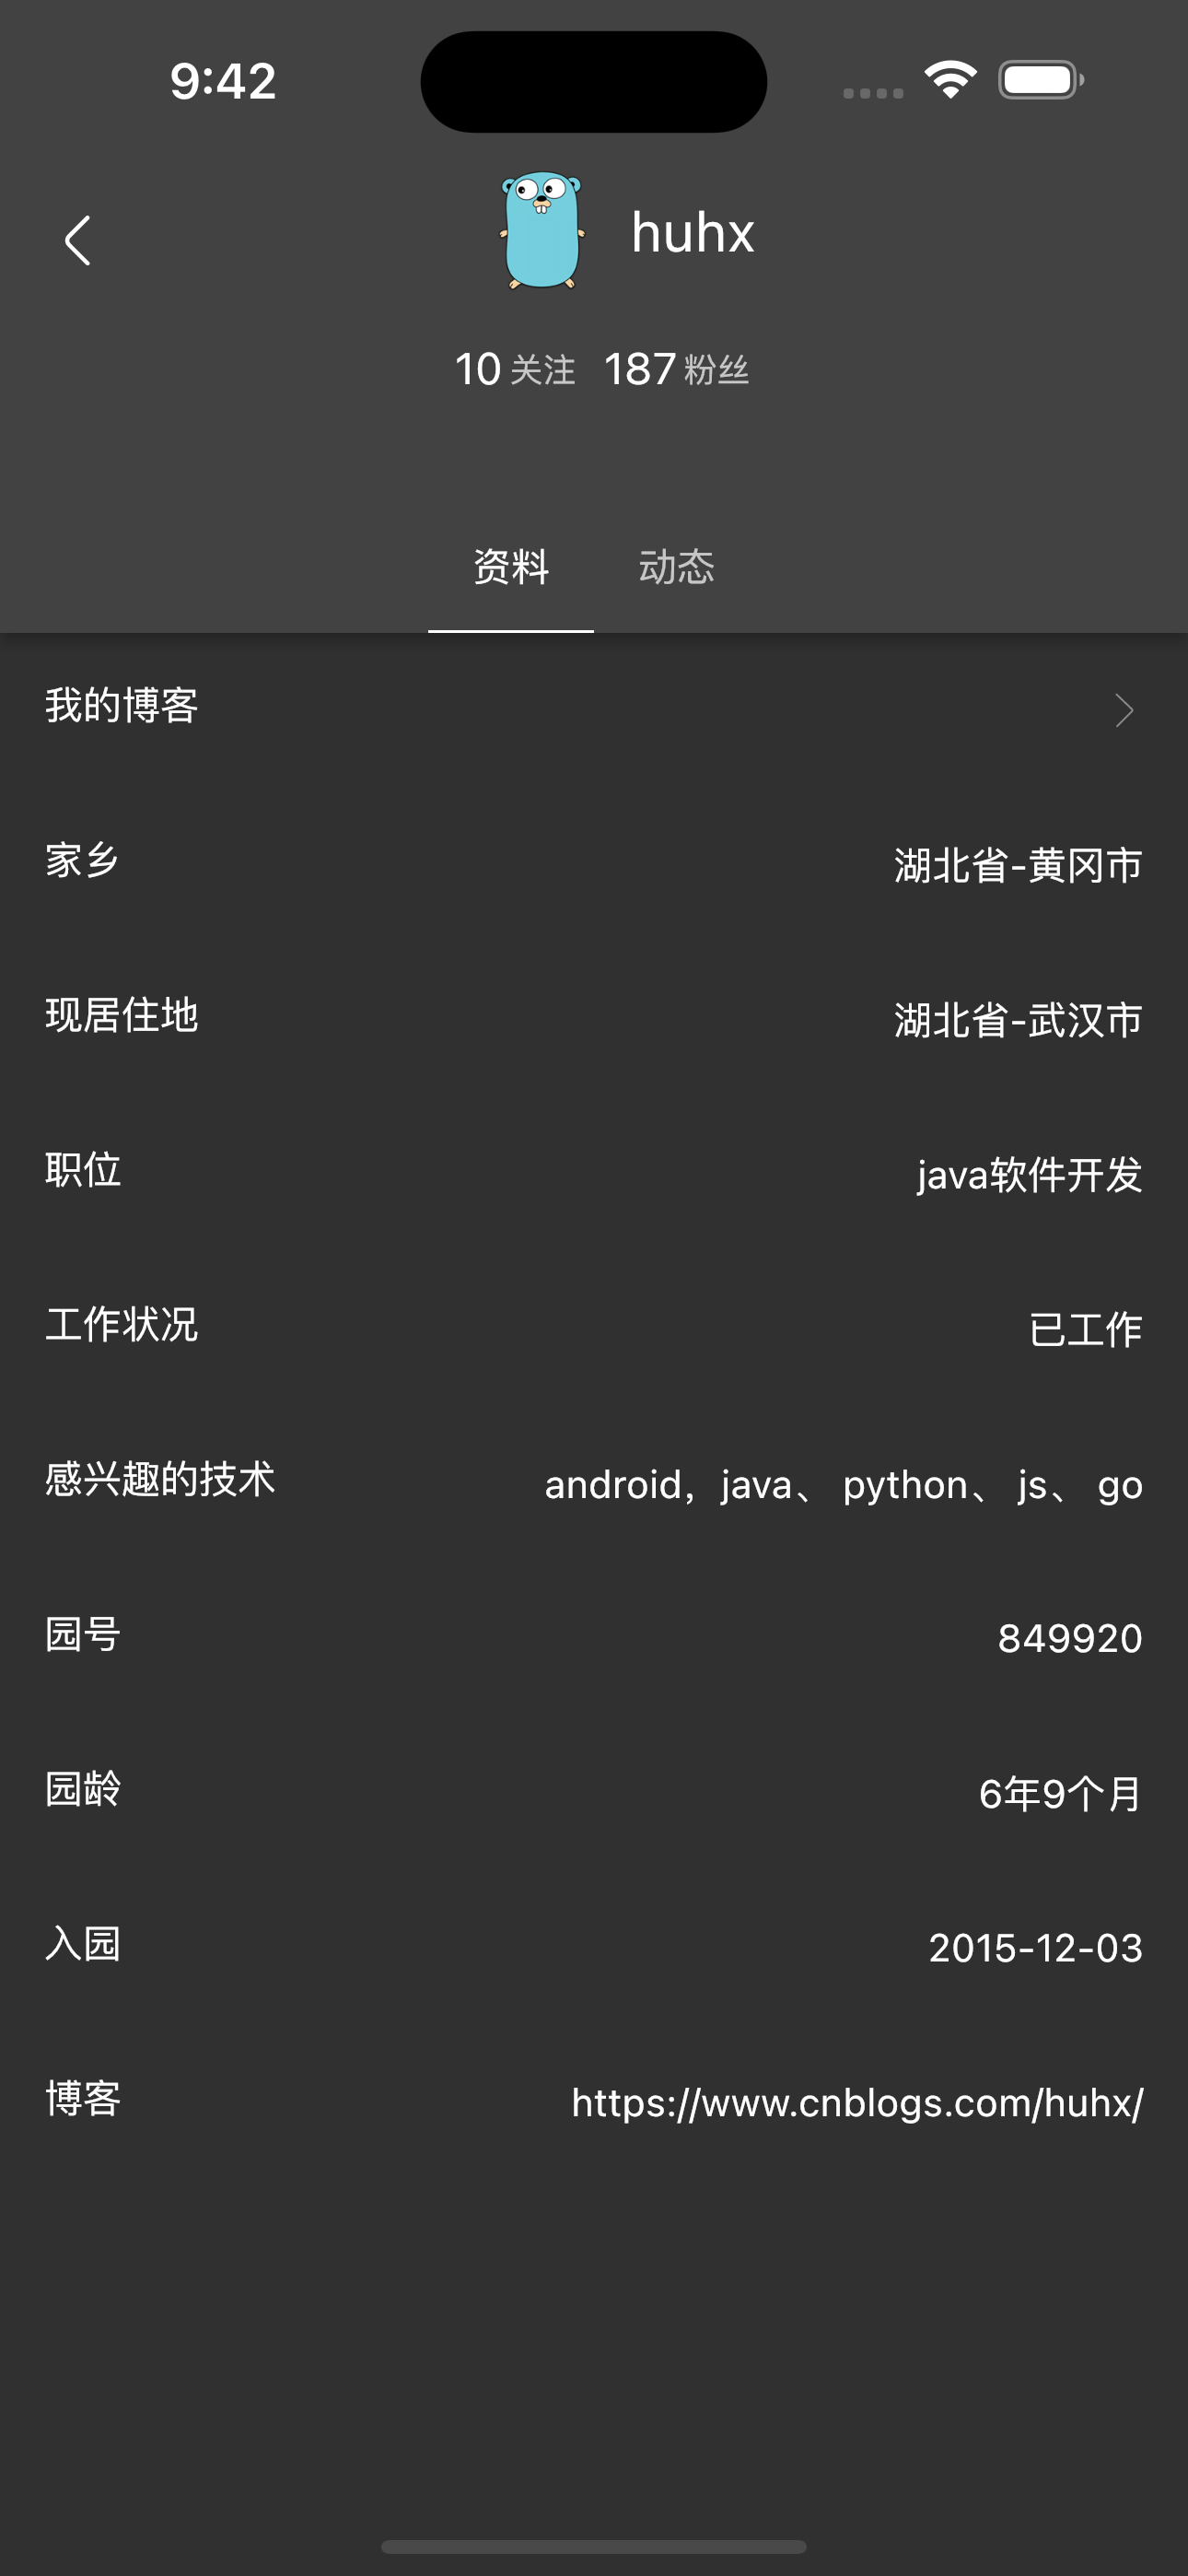 9:42
huhx
10 关注 187 粉丝
资料 动态
我的博客
家乡 湖北省-黄冈市
现居住地 湖北省-武汉市
职位 java软件开发
工作状况 已工作
感兴趣的技术 android，java、 python、 js、 go
园号 849920
园龄 6年9个月
入园 2015-12-03
博客 https://www.cnblogs.com/huhx/